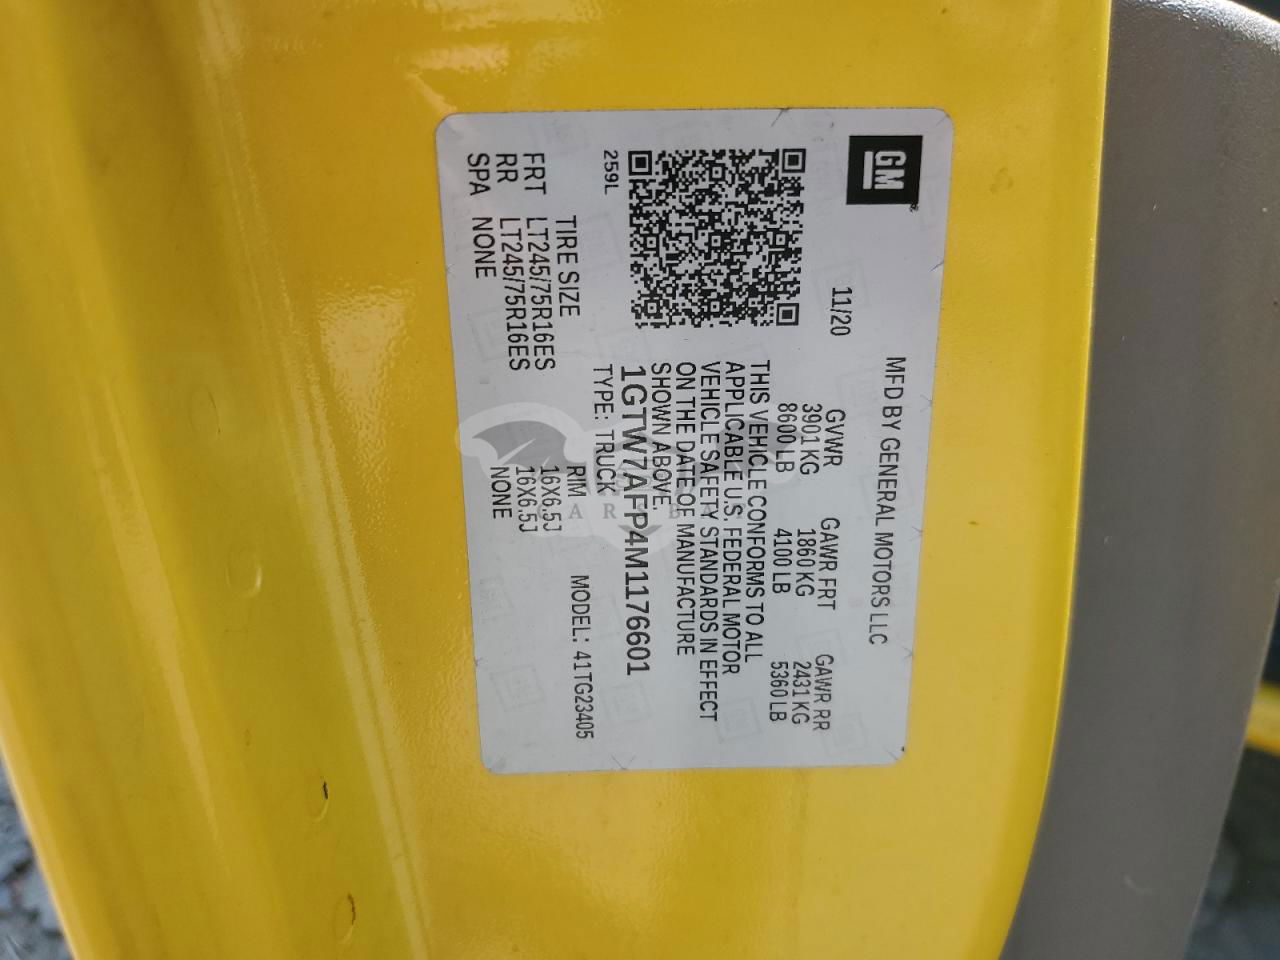 GM
MFD BY GENERAL MOTORS LLC
11/20
GVWR GAWR FRT GAWR RR
3901 KG 1860 KG 2431 KG
8600 LB 4100 LB 5360 LB
THIS VEHICLE CONFORMS TO ALL
APPLICABLE U.S. FEDERAL MOTOR
VEHICLE SAFETY STANDARDS IN EFFECT
ON THE DATE OF MANUFACTURE
SHOWN ABOVE.
1GTW7AFP4M1176601
TYPE: TRUCK MODEL: 41TG23405
259L
TIRE SIZE RIM
FRT LT245/75R16ES 16X6.5J
RR LT245/75R16ES 16X6.5J
SPA NONE NONE